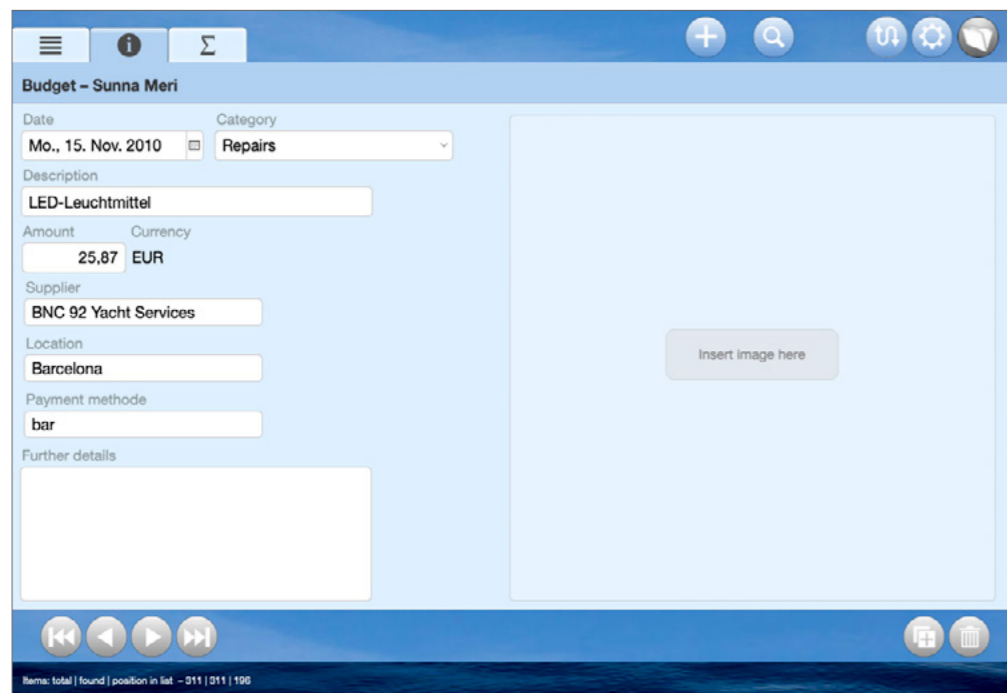 Σ
Budget – Sunna Meri
Date Category
Mo., 15. Nov. 2010 Repairs
Description
LED-Leuchtmittel
Amount Currency
25,87 EUR
Supplier
BNC 92 Yacht Services
Location
Barcelona
Insert image here
Payment methode
bar
Further details
Items: total | found | position in list – 311 | 311 | 196